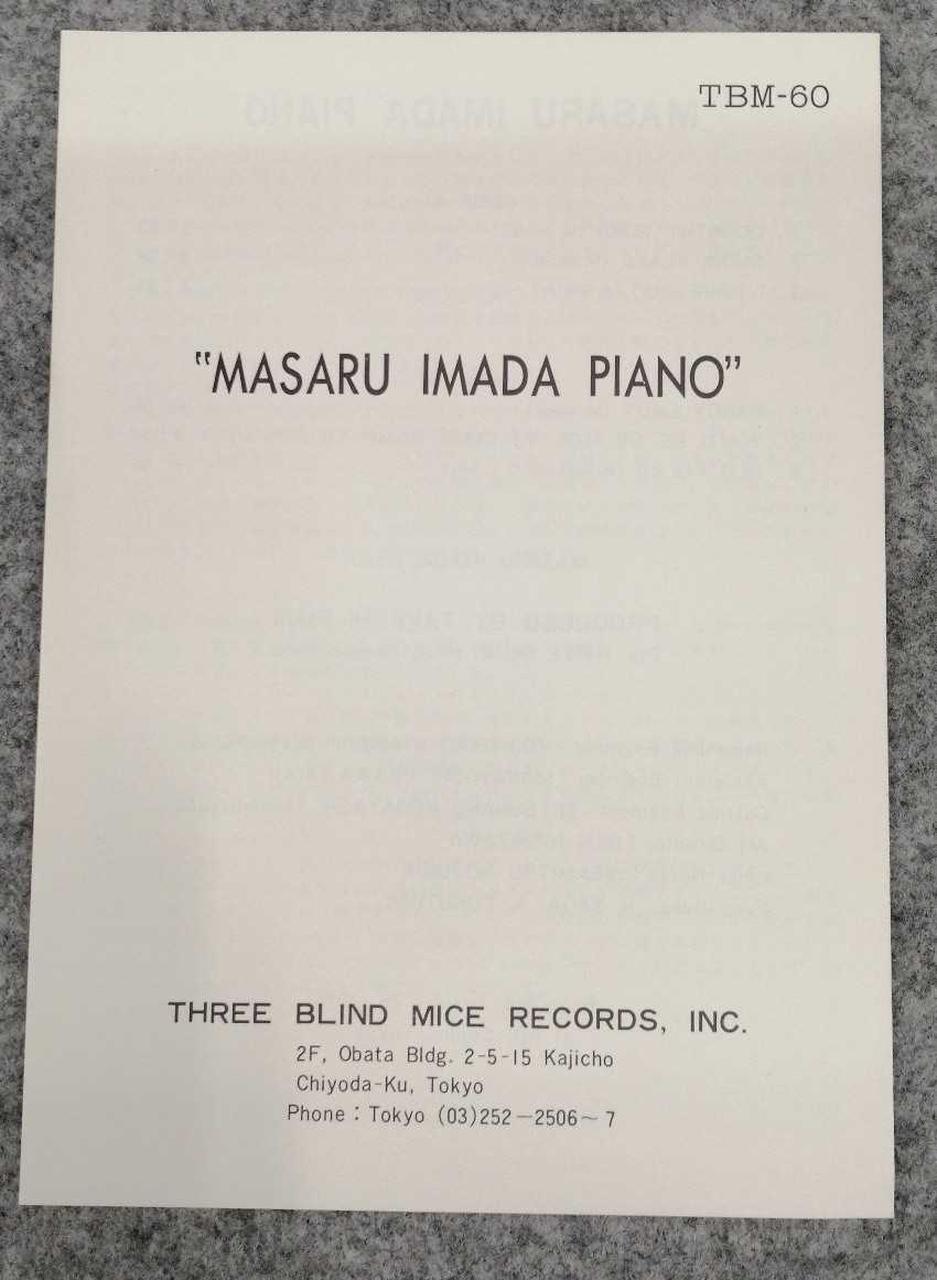 TBM-60
"MASARU IMADA PIANO"
THREE BLIND MICE RECORDS, INC.
2F, Obata Bldg. 2-5-15 Kajicho
Chiyoda-Ku, Tokyo
Phone : Tokyo (03)252－2506～7